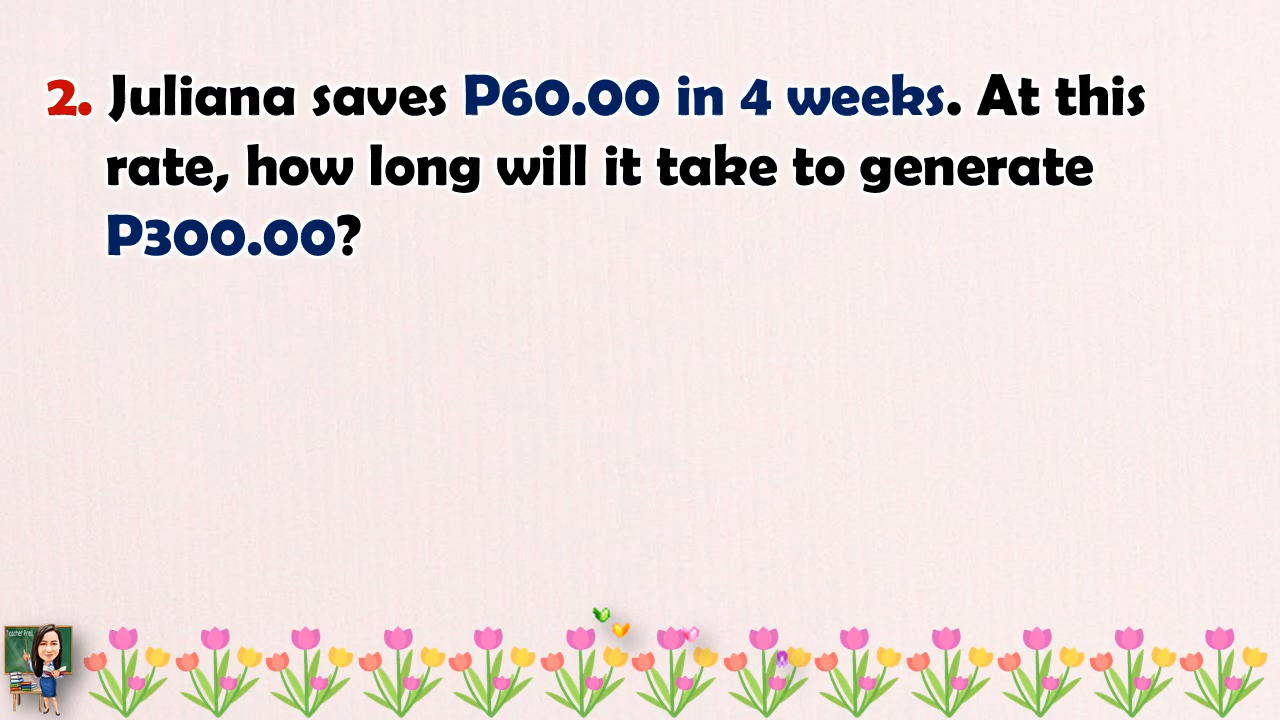 2. Juliana saves P60.00 in 4 weeks. At this
rate, how long will it take to generate
P300.00?